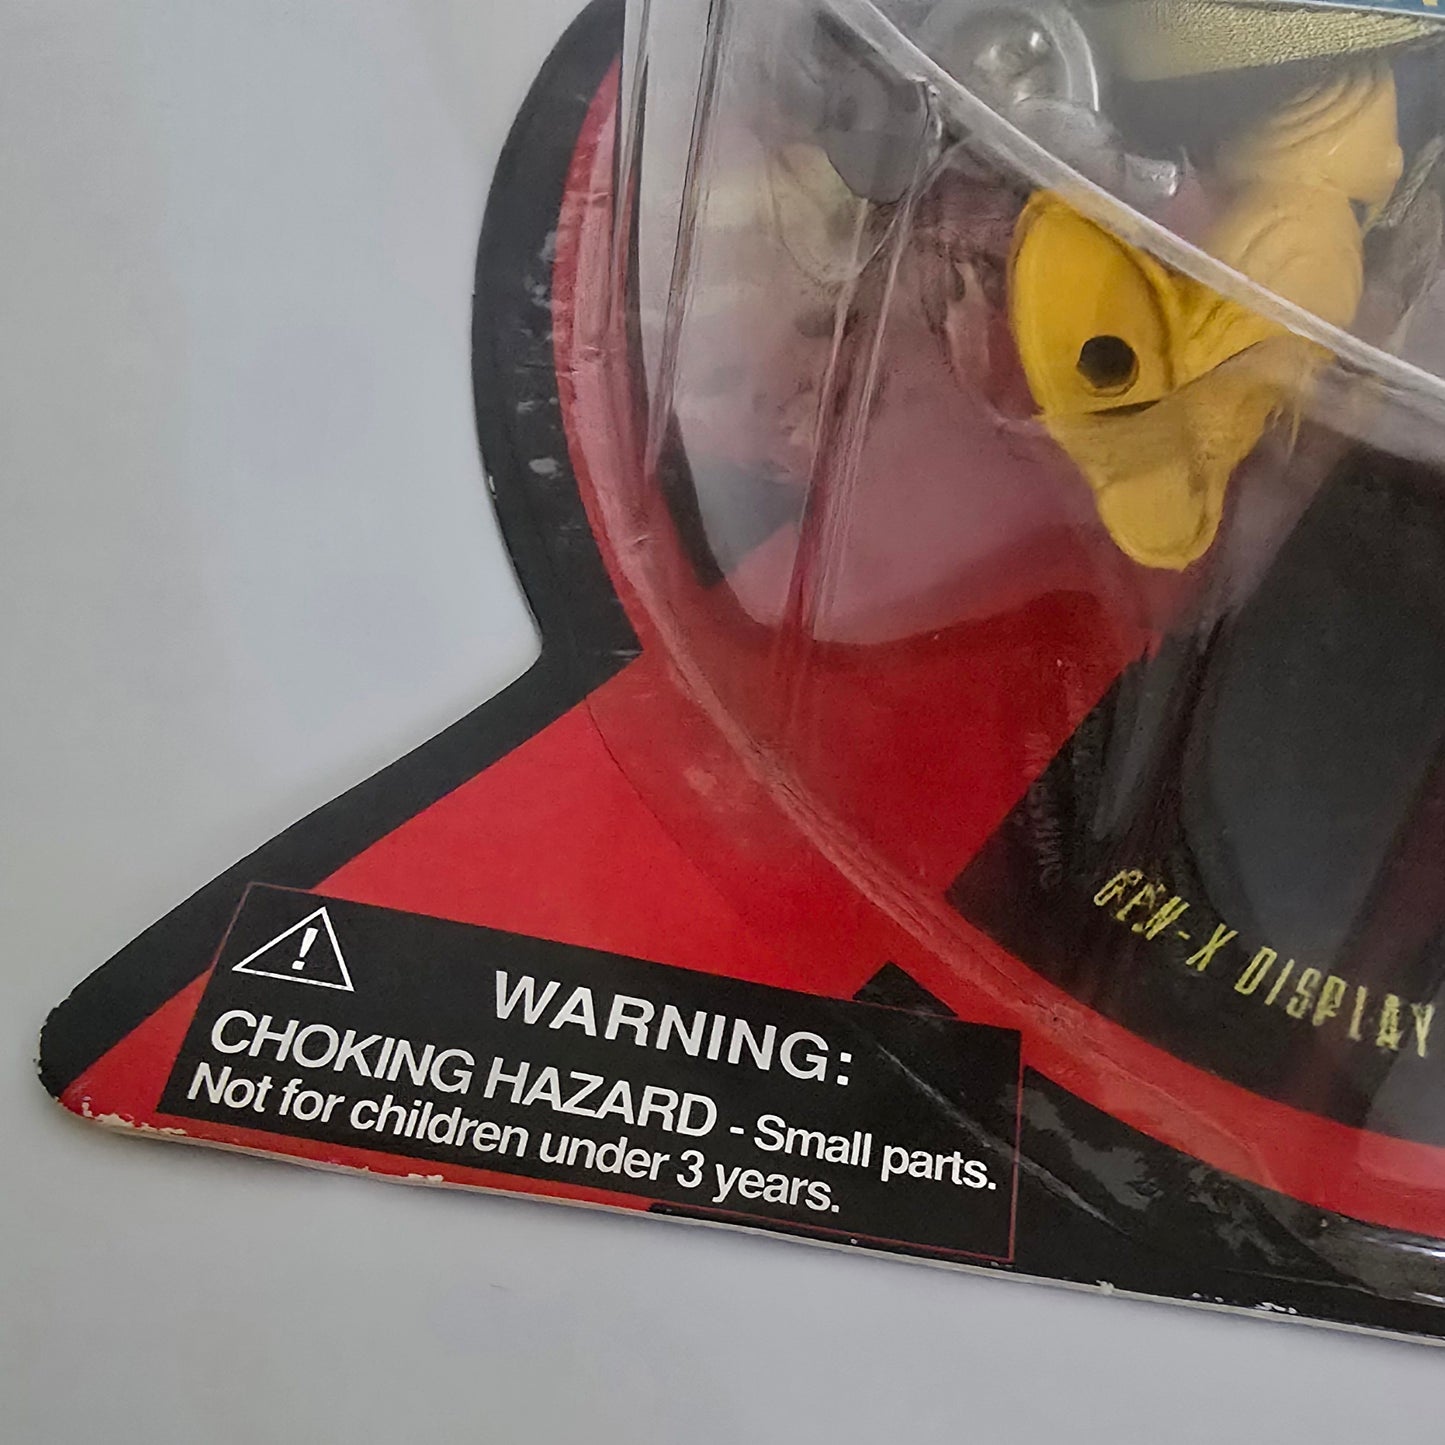 GEN-X DISPLAY
WARNING:
CHOKING HAZARD - Small parts.
Not for children under 3 years.